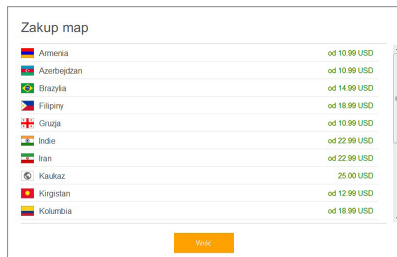 Zakup map
Armenia od 10.99 USD
Azerbejdżan od 10.99 USD
Brazylia od 14.99 USD
Filipiny od 18.99 USD
Gruzja od 10.99 USD
Indie od 22.99 USD
Iran od 22.99 USD
Kaukaz 25.00 USD
Kirgistan od 12.99 USD
Kolumbia od 18.99 USD
Wróć